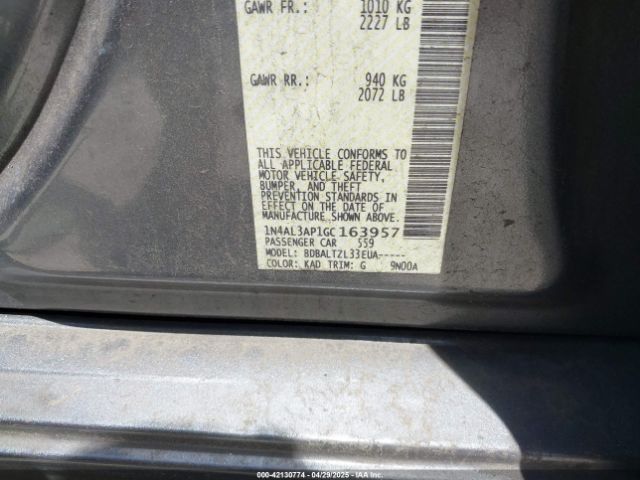 GAWR FR.: 1010 KG
2227 LB
GAWR RR.: 940 KG
2072 LB
THIS VEHICLE CONFORMS TO
ALL APPLICABLE FEDERAL
MOTOR VEHICLE SAFETY,
BUMPER, AND THEFT
PREVENTION STANDARDS
IN EFFECT ON THE DATE OF
MANUFACTURE SHOWN ABOVE.
1N4AL3AP1GC163957
PASSENGER CAR 559
MODEL: BDBALTZL33EUA-----
COLOR: KAD TRIM: G 9N00A
000-42130774 - 04/29/2025 - IAAI.CA